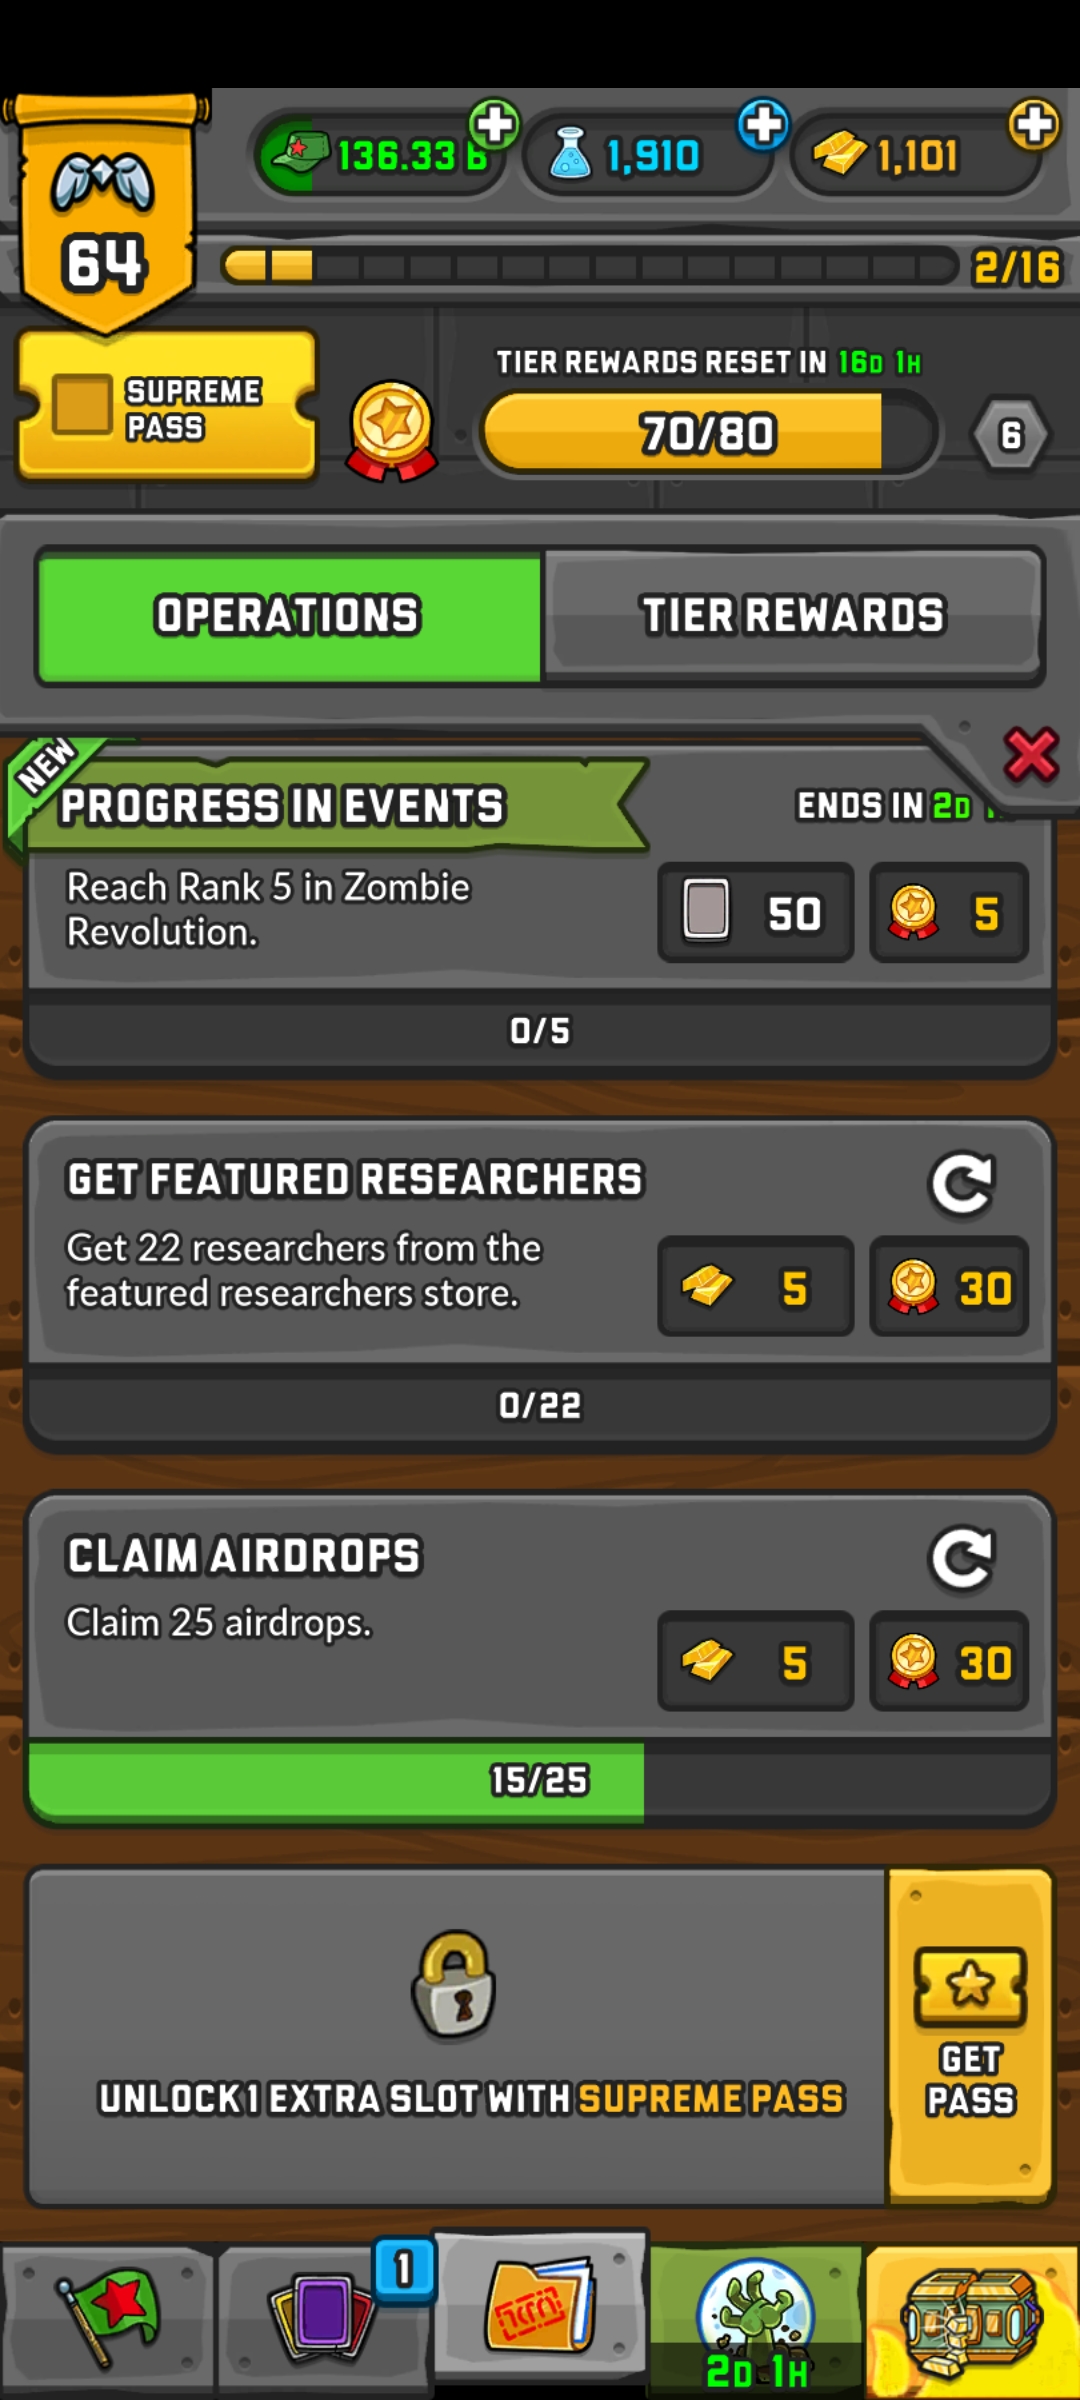 136.33 B
1,910
1,101
64
2/16
SUPREME
PASS
TIER REWARDS RESET IN 16D 1H
70/80
6
OPERATIONS
TIER REWARDS
NEW
PROGRESS IN EVENTS
ENDS IN 2D
Reach Rank 5 in Zombie
Revolution.
50
5
0/5
GET FEATURED RESEARCHERS
Get 22 researchers from the
featured researchers store.
5
30
0/22
CLAIM AIRDROPS
Claim 25 airdrops.
5
30
15/25
UNLOCK 1 EXTRA SLOT WITH SUPREME PASS
GET
PASS
1
2D 1H